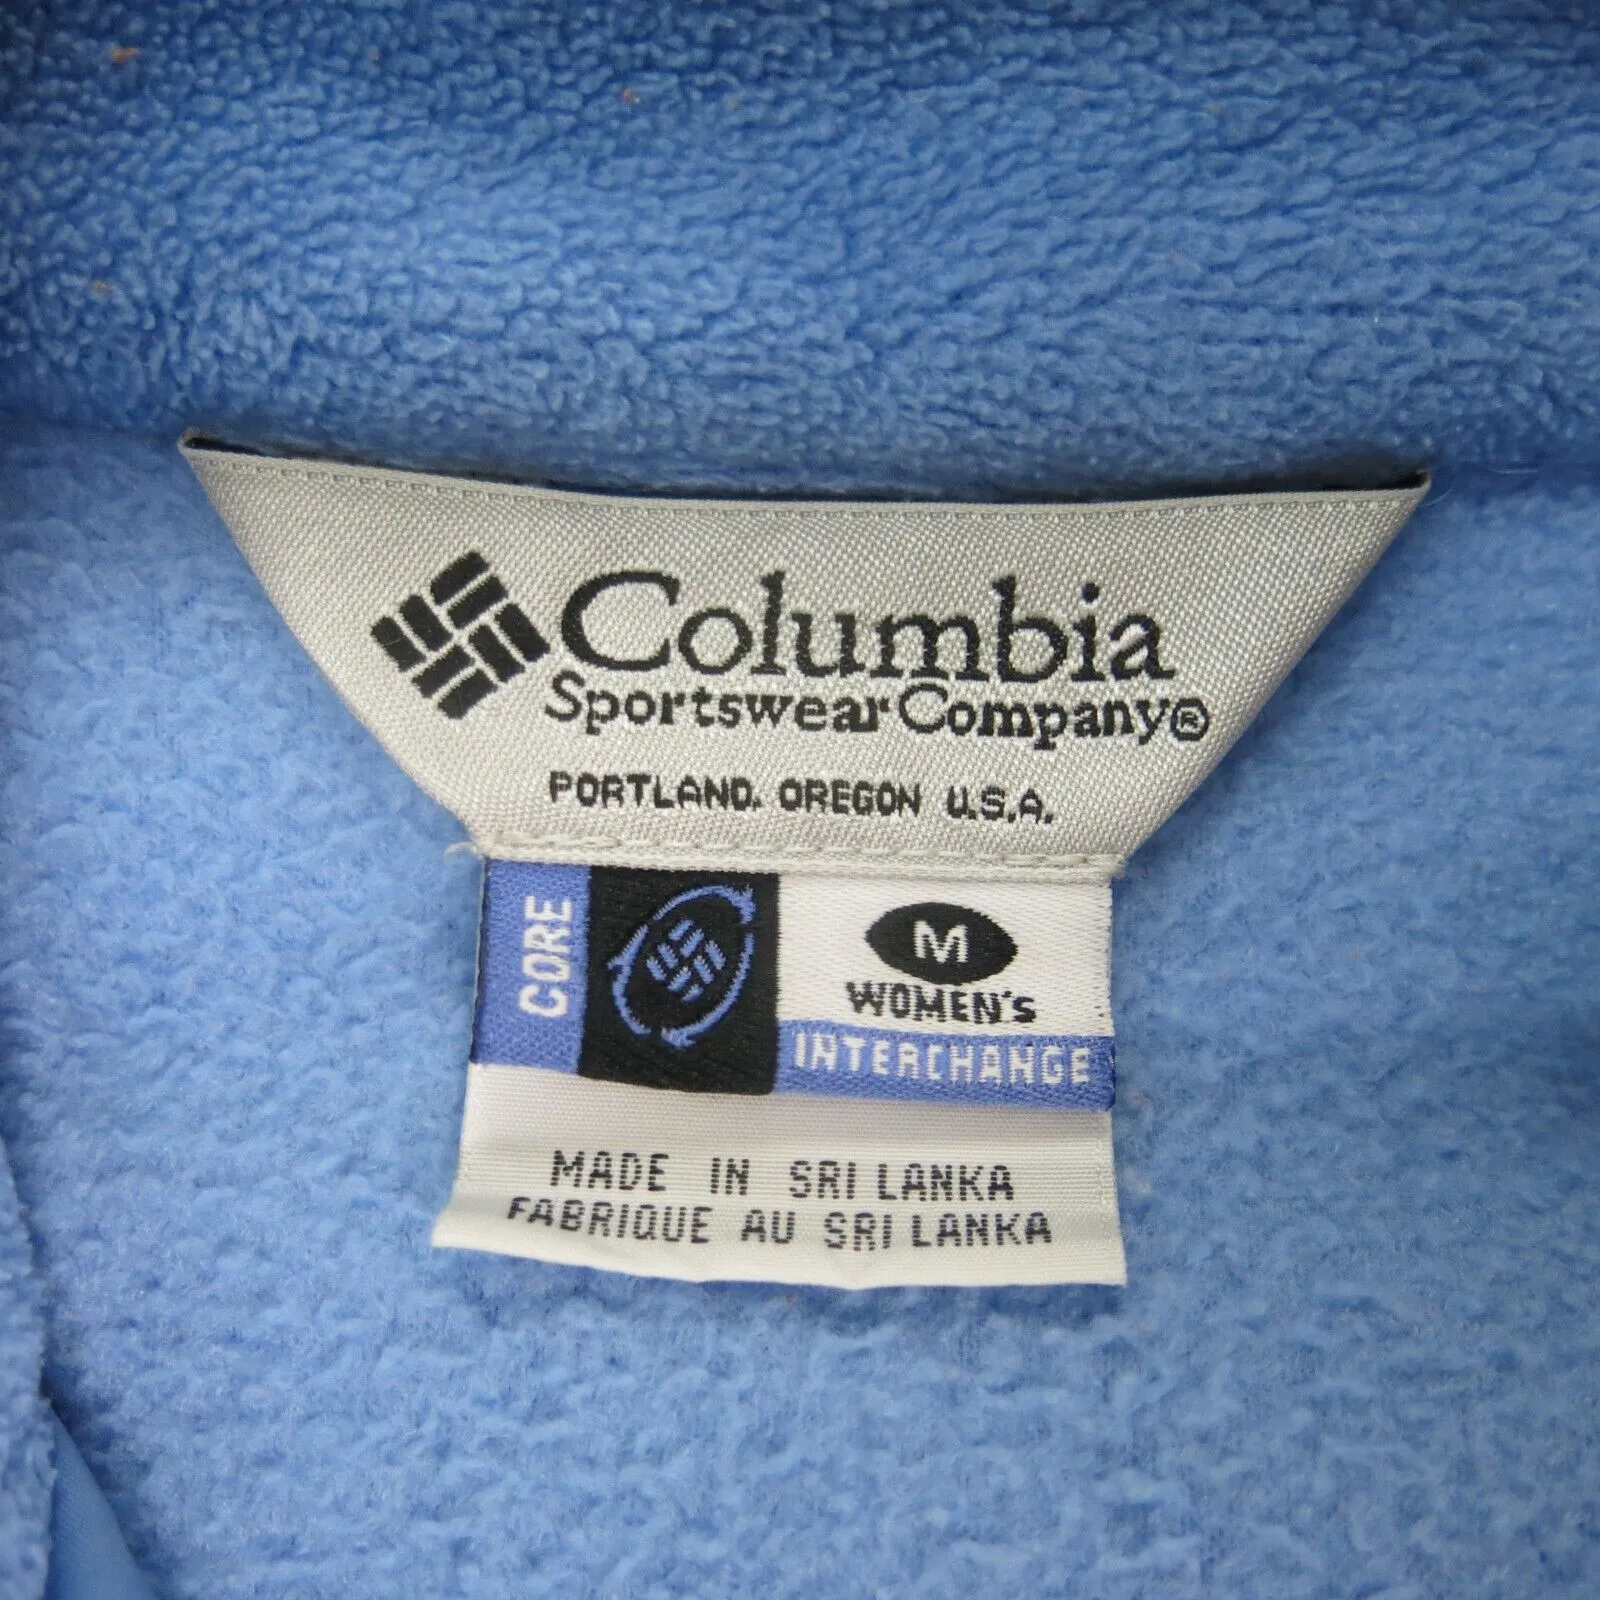 Columbia
Sportswear Company®
PORTLAND. OREGON U.S.A.
CORE
M
WOMEN'S
INTERCHANGE
MADE IN SRI LANKA
FABRIQUE AU SRI LANKA